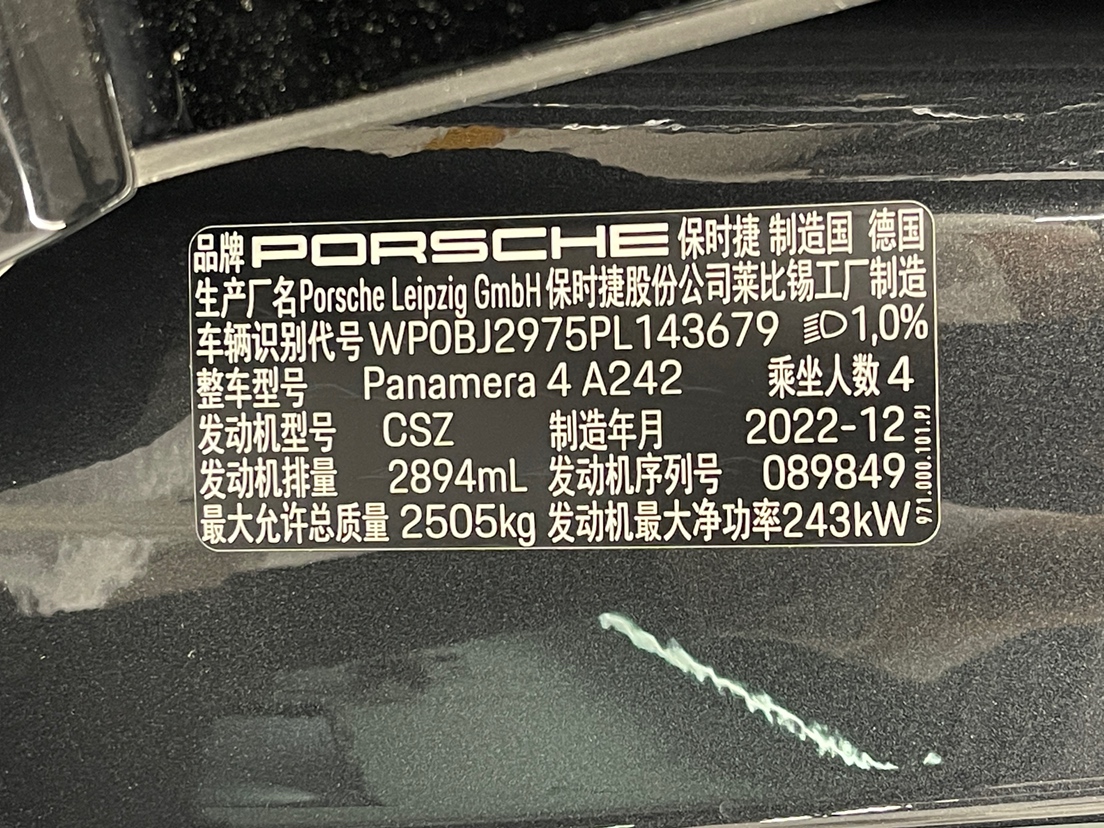 品牌 PORSCHE 保时捷 制造国 德国
生产厂名Porsche Leipzig GmbH 保时捷股份公司莱比锡工厂制造
车辆识别代号 WP0BJ2975PL143679 1,0%
整车型号 Panamera 4 A242 乘坐人数 4
发动机型号 CSZ 制造年月 2022-12
发动机排量 2894mL 发动机序列号 089849
最大允许总质量 2505kg 发动机最大净功率243kW
971.000.101.PJ